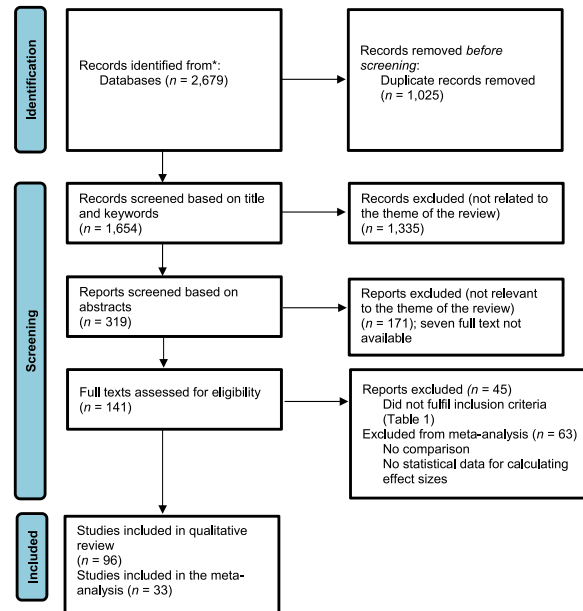 Identification
Records identified from*:
Databases (n = 2,679)
Records removed before
screening:
Duplicate records removed
(n = 1,025)
Screening
Records screened based on title
and keywords
(n = 1,654)
Records excluded (not related to
the theme of the review)
(n = 1,335)
Reports screened based on
abstracts
(n = 319)
Reports excluded (not relevant
to the theme of the review)
(n = 171); seven full text not
available
Full texts assessed for eligibility
(n = 141)
Reports excluded (n = 45)
Did not fulfil inclusion criteria
(Table 1)
Excluded from meta-analysis (n = 63)
No comparison
No statistical data for calculating
effect sizes
Included
Studies included in qualitative
review
(n = 96)
Studies included in the meta-
analysis (n = 33)